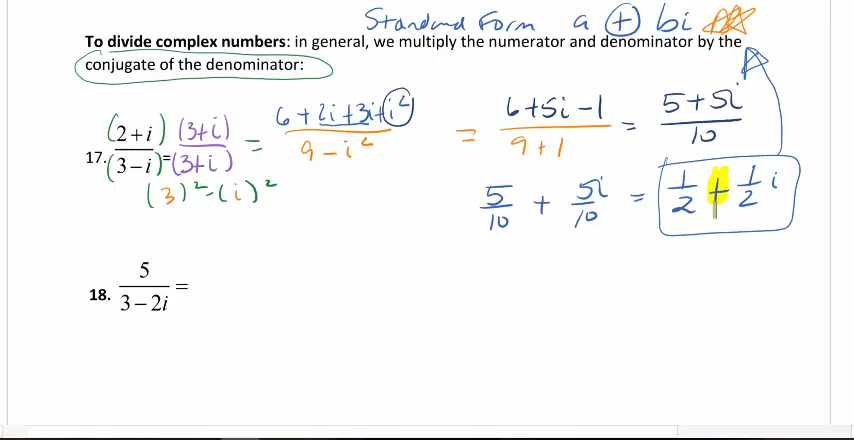 Standard Form a + bi
To divide complex numbers: in general, we multiply the numerator and denominator by the
conjugate of the denominator:
17. (2+i)/(3−i) (3+i)/(3+i) = (6+2i+3i+i²)/(9−i²) = (6+5i−1)/(9+1) = (5+5i)/10
(3)²−(i)²
5/10 + 5i/10 = 1/2 + 1/2 i
18. 5/(3−2i) =